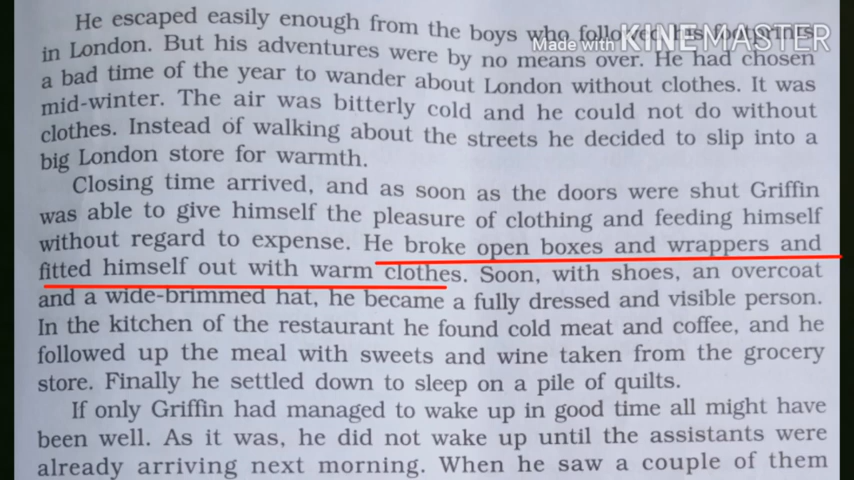 He escaped easily enough from the boys who followed his footprints
Made with KINEMASTER
in London. But his adventures were by no means over. He had chosen
a bad time of the year to wander about London without clothes. It was
mid-winter. The air was bitterly cold and he could not do without
clothes. Instead of walking about the streets he decided to slip into a
big London store for warmth.
Closing time arrived, and as soon as the doors were shut Griffin
was able to give himself the pleasure of clothing and feeding himself
without regard to expense. He broke open boxes and wrappers and
fitted himself out with warm clothes. Soon, with shoes, an overcoat
and a wide-brimmed hat, he became a fully dressed and visible person.
In the kitchen of the restaurant he found cold meat and coffee, and he
followed up the meal with sweets and wine taken from the grocery
store. Finally he settled down to sleep on a pile of quilts.
If only Griffin had managed to wake up in good time all might have
been well. As it was, he did not wake up until the assistants were
already arriving next morning. When he saw a couple of them